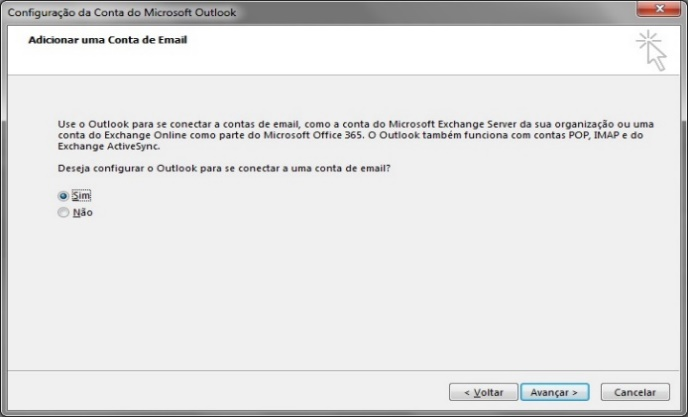 Configuração da Conta do Microsoft Outlook
Adicionar uma Conta de Email
Use o Outlook para se conectar a contas de email, como a conta do Microsoft Exchange Server da sua organização ou uma
conta do Exchange Online como parte do Microsoft Office 365. O Outlook também funciona com contas POP, IMAP e do
Exchange ActiveSync.
Deseja configurar o Outlook para se conectar a uma conta de email?
Sim
Não
< Voltar
Avançar >
Cancelar